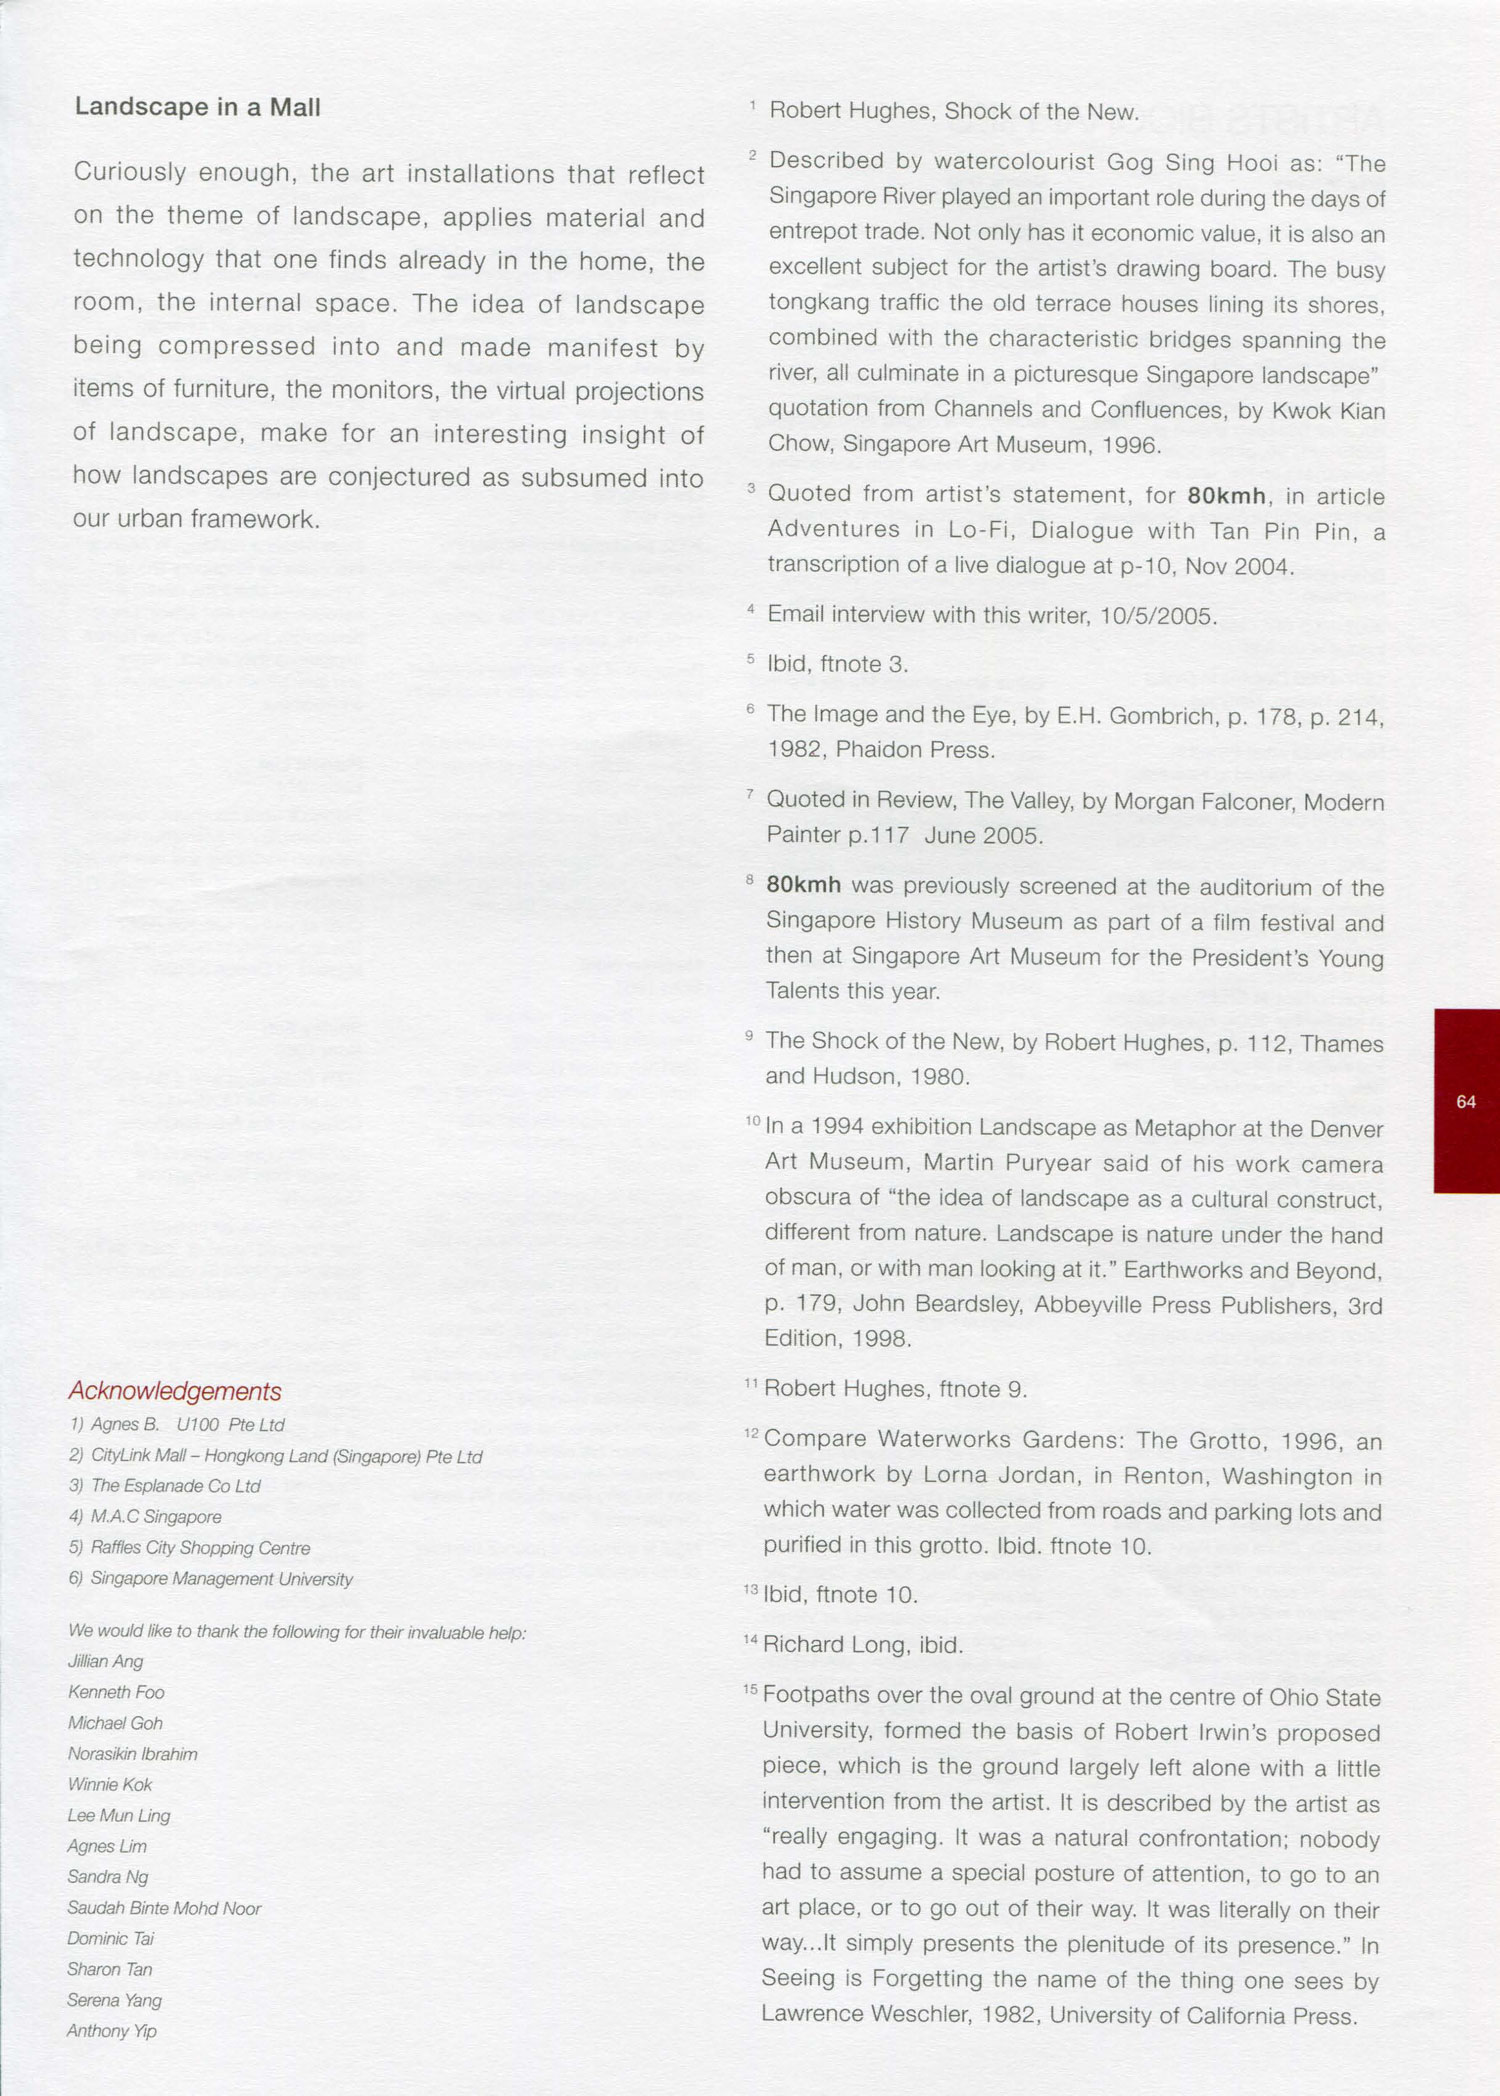 Landscape in a Mall
Curiously enough, the art installations that reflect
on the theme of landscape, applies material and
technology that one finds already in the home, the
room, the internal space. The idea of landscape
being compressed into and made manifest by
items of furniture, the monitors, the virtual projections
of landscape, make for an interesting insight of
how landscapes are conjectured as subsumed into
our urban framework.
Acknowledgements
1) Agnes B. U100 Pte Ltd
2) CityLink Mall – Hongkong Land (Singapore) Pte Ltd
3) The Esplanade Co Ltd
4) M.A.C Singapore
5) Raffles City Shopping Centre
6) Singapore Management University
We would like to thank the following for their invaluable help:
Jillian Ang
Kenneth Foo
Michael Goh
Norasikin Ibrahim
Winnie Kok
Lee Mun Ling
Agnes Lim
Sandra Ng
Saudah Binte Mohd Noor
Dominic Tai
Sharon Tan
Serena Yang
Anthony Yip
1 Robert Hughes, Shock of the New.
2 Described by watercolourist Gog Sing Hooi as: “The
Singapore River played an important role during the days of
entrepot trade. Not only has it economic value, it is also an
excellent subject for the artist’s drawing board. The busy
tongkang traffic the old terrace houses lining its shores,
combined with the characteristic bridges spanning the
river, all culminate in a picturesque Singapore landscape”
quotation from Channels and Confluences, by Kwok Kian
Chow, Singapore Art Museum, 1996.
3 Quoted from artist’s statement, for 80kmh, in article
Adventures in Lo-Fi, Dialogue with Tan Pin Pin, a
transcription of a live dialogue at p-10, Nov 2004.
4 Email interview with this writer, 10/5/2005.
5 Ibid, ftnote 3.
6 The Image and the Eye, by E.H. Gombrich, p. 178, p. 214,
1982, Phaidon Press.
7 Quoted in Review, The Valley, by Morgan Falconer, Modern
Painter p.117 June 2005.
8 80kmh was previously screened at the auditorium of the
Singapore History Museum as part of a film festival and
then at Singapore Art Museum for the President’s Young
Talents this year.
9 The Shock of the New, by Robert Hughes, p. 112, Thames
and Hudson, 1980.
10 In a 1994 exhibition Landscape as Metaphor at the Denver
Art Museum, Martin Puryear said of his work camera
obscura of “the idea of landscape as a cultural construct,
different from nature. Landscape is nature under the hand
of man, or with man looking at it.” Earthworks and Beyond,
p. 179, John Beardsley, Abbeyville Press Publishers, 3rd
Edition, 1998.
11 Robert Hughes, ftnote 9.
12 Compare Waterworks Gardens: The Grotto, 1996, an
earthwork by Lorna Jordan, in Renton, Washington in
which water was collected from roads and parking lots and
purified in this grotto. Ibid. ftnote 10.
13 Ibid, ftnote 10.
14 Richard Long, ibid.
15 Footpaths over the oval ground at the centre of Ohio State
University, formed the basis of Robert Irwin’s proposed
piece, which is the ground largely left alone with a little
intervention from the artist. It is described by the artist as
“really engaging. It was a natural confrontation; nobody
had to assume a special posture of attention, to go to an
art place, or to go out of their way. It was literally on their
way...It simply presents the plenitude of its presence.” In
Seeing is Forgetting the name of the thing one sees by
Lawrence Weschler, 1982, University of California Press.
64